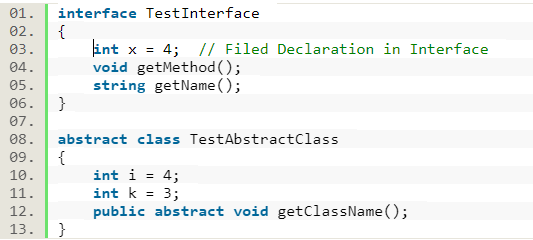 01. interface TestInterface
02. {
03.     int x = 4;  // Filed Declaration in Interface
04.     void getMethod();
05.     string getName();
06. }
07.
08. abstract class TestAbstractClass
09. {
10.     int i = 4;
11.     int k = 3;
12.     public abstract void getClassName();
13. }